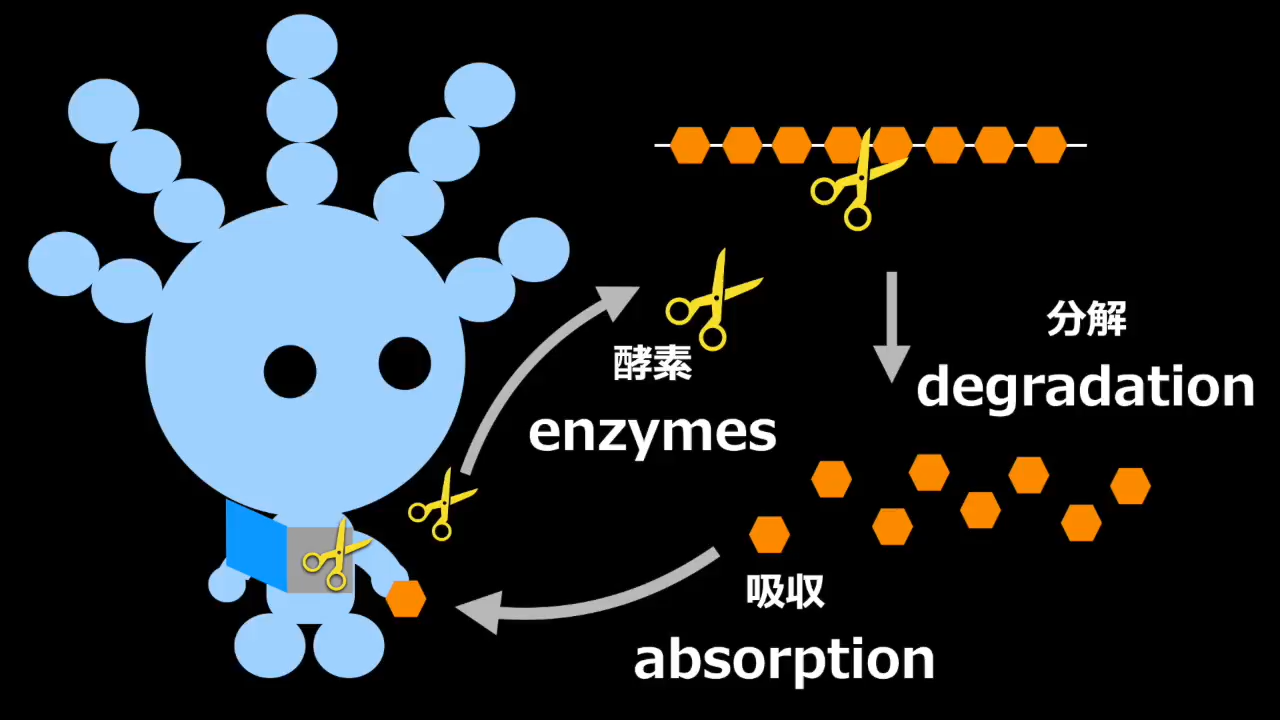 酵素
enzymes
分解
degradation
吸収
absorption